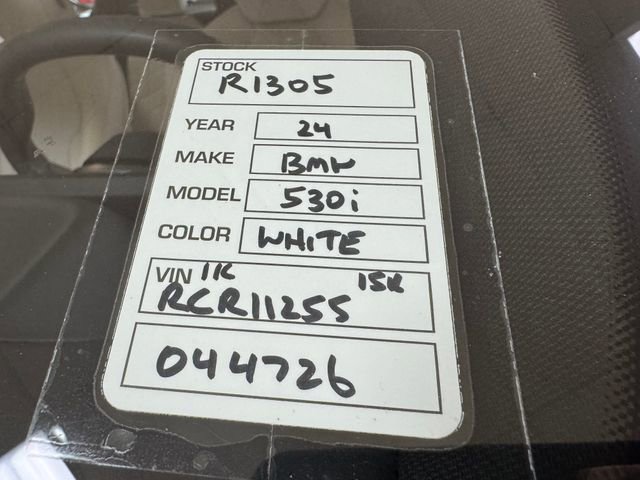 STOCK
R1305
YEAR 24
MAKE BMW
MODEL 530i
COLOR WHITE
VIN 1K 15K
RCR11255
044726